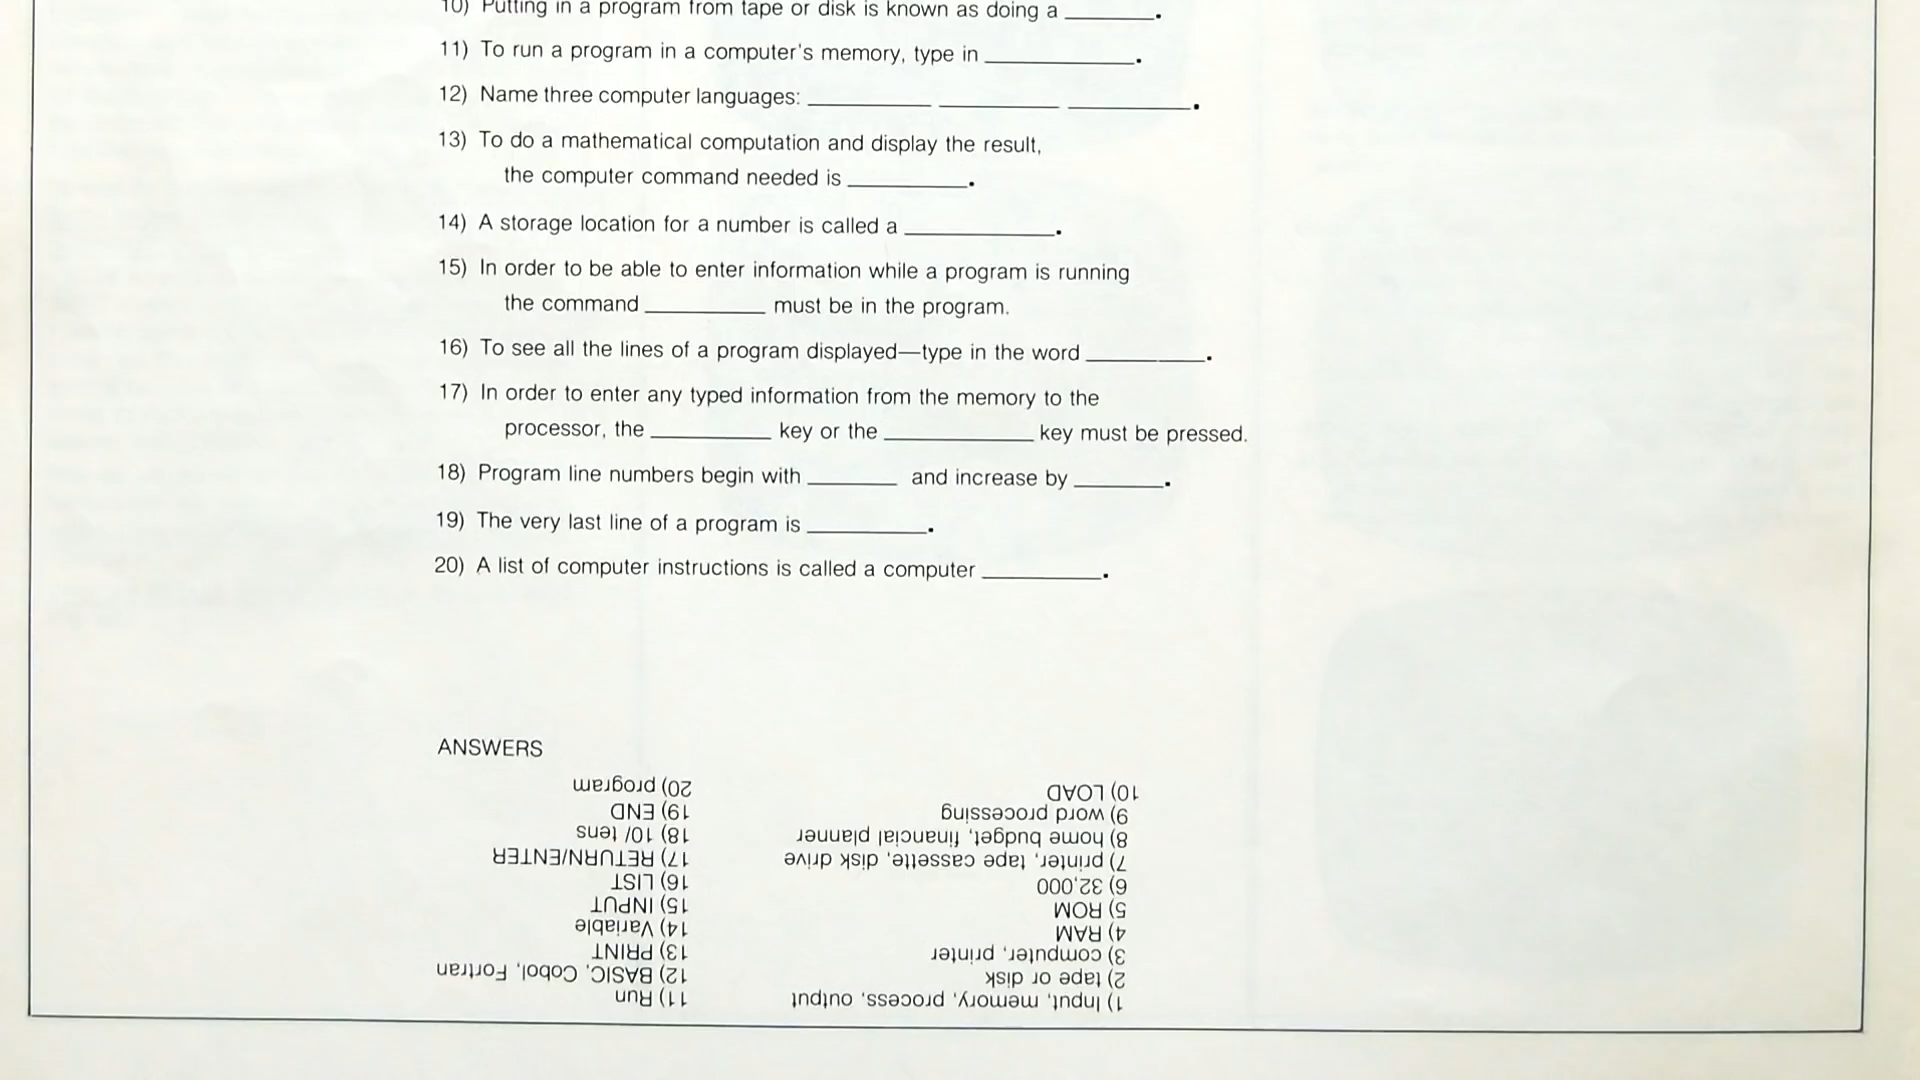 10) Putting in a program from tape or disk is known as doing a ________.
11) To run a program in a computer's memory, type in ____________.
12) Name three computer languages: __________ __________ __________.
13) To do a mathematical computation and display the result,
the computer command needed is __________.
14) A storage location for a number is called a ____________.
15) In order to be able to enter information while a program is running
the command __________ must be in the program.
16) To see all the lines of a program displayed—type in the word __________.
17) In order to enter any typed information from the memory to the
processor, the __________ key or the ____________ key must be pressed.
18) Program line numbers begin with _______ and increase by _______.
19) The very last line of a program is __________.
20) A list of computer instructions is called a computer __________.
ANSWERS
1) Input, memory, process, output
2) tape or disk
3) computer, printer
4) RAM
5) ROM
6) 32,000
7) printer, tape cassette, disk drive
8) home budget, financial planner
9) word processing
10) LOAD
11) Run
12) BASIC, Cobol, Fortran
13) PRINT
14) Variable
15) INPUT
16) LIST
17) RETURN/ENTER
18) 10/ tens
19) END
20) program